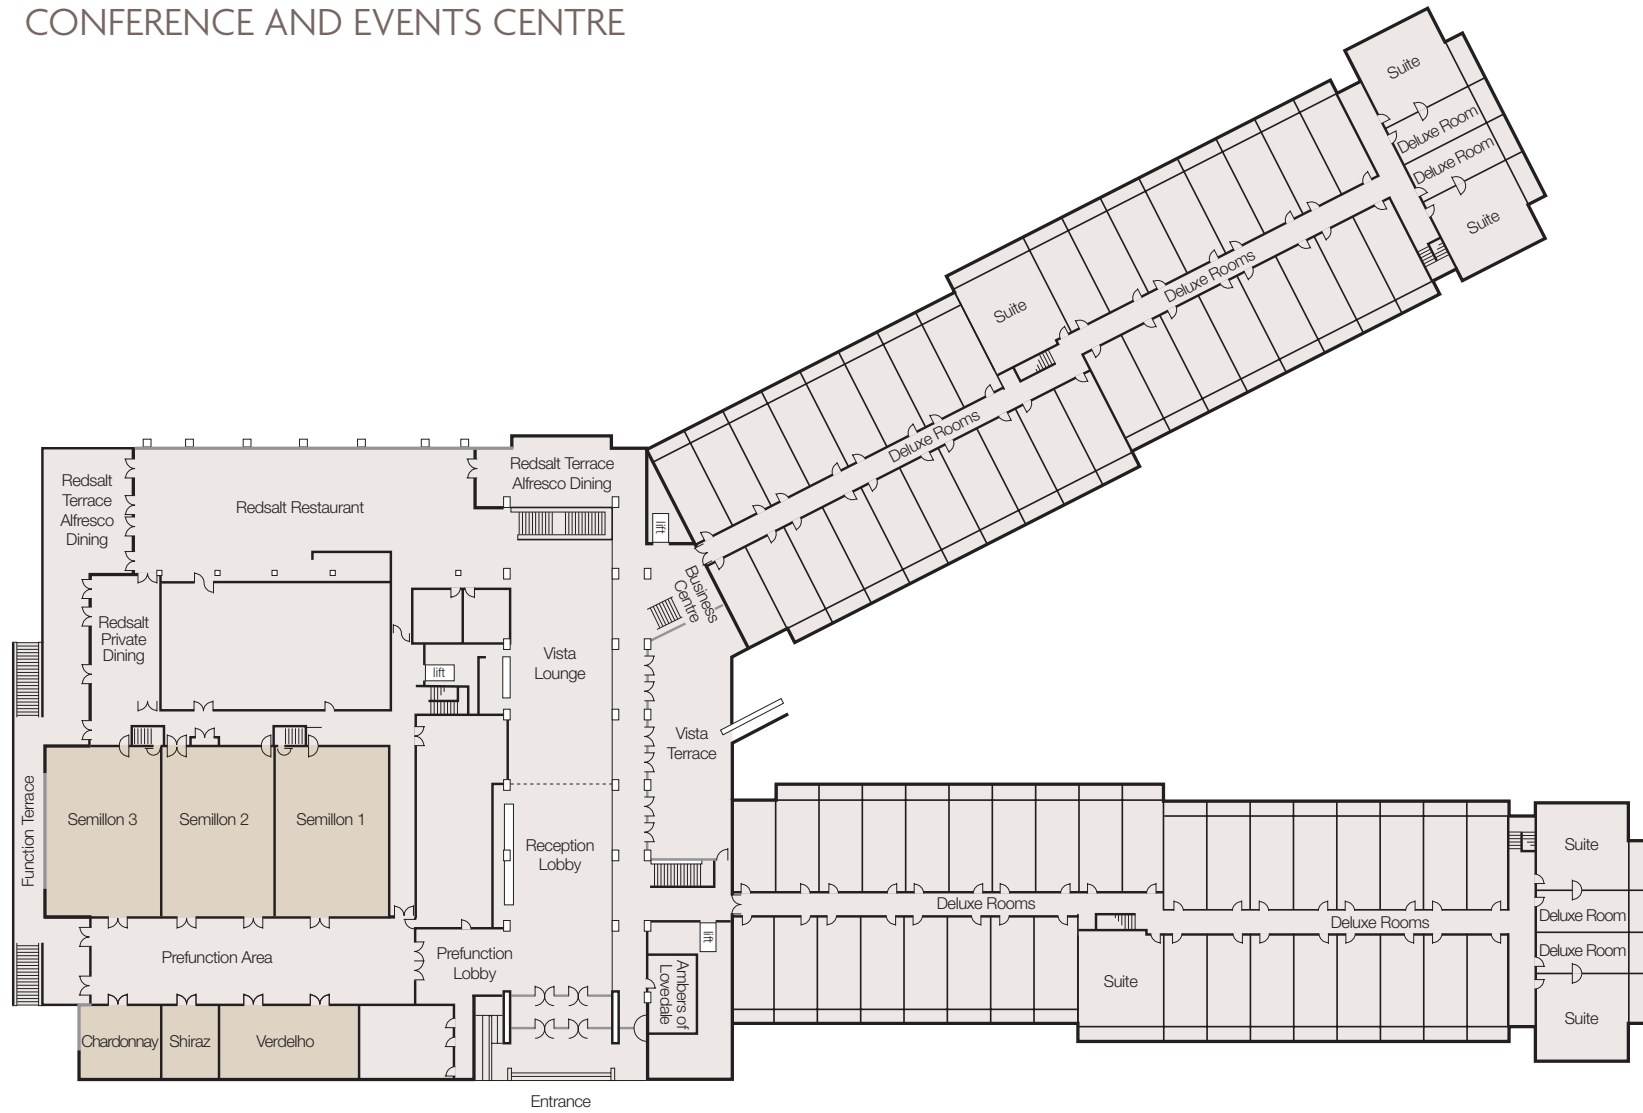 CONFERENCE AND EVENTS CENTRE
Suite
Deluxe Room
Deluxe Room
Suite
Deluxe Rooms
Suite
Deluxe Rooms
Redsalt
Terrace
Alfresco
Dining
Redsalt Restaurant
Redsalt Terrace
Alfresco Dining
lift
Business
Centre
Redsalt
Private
Dining
lift
Vista
Lounge
Vista
Terrace
Function Terrace
Semillon 3
Semillon 2
Semillon 1
Reception
Lobby
Prefunction Area
Prefunction
Lobby
lift
Ambers of
Lovedale
Chardonnay
Shiraz
Verdelho
Entrance
Deluxe Rooms
Deluxe Rooms
Suite
Suite
Deluxe Room
Deluxe Room
Suite